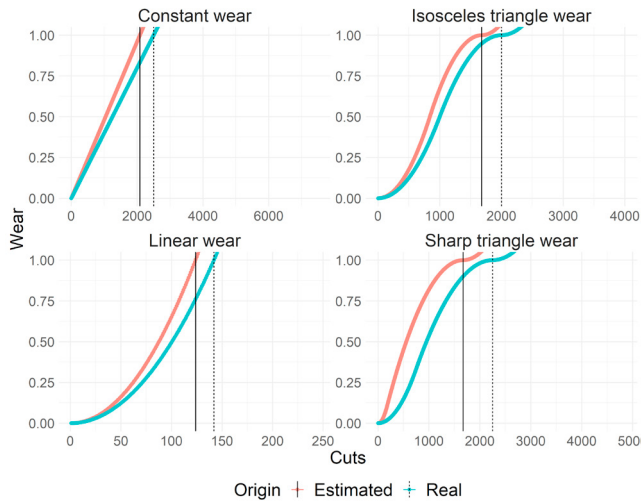 Constant wear
Isosceles triangle wear
1.00
0.75
0.50
0.25
0.00
0 2000 4000 6000
1.00
0.75
0.50
0.25
0.00
0 1000 2000 3000 4000
Wear
Linear wear
Sharp triangle wear
1.00
0.75
0.50
0.25
0.00
0 50 100 150 200 250
1.00
0.75
0.50
0.25
0.00
0 1000 2000 3000 4000 500
Cuts
Origin Estimated Real